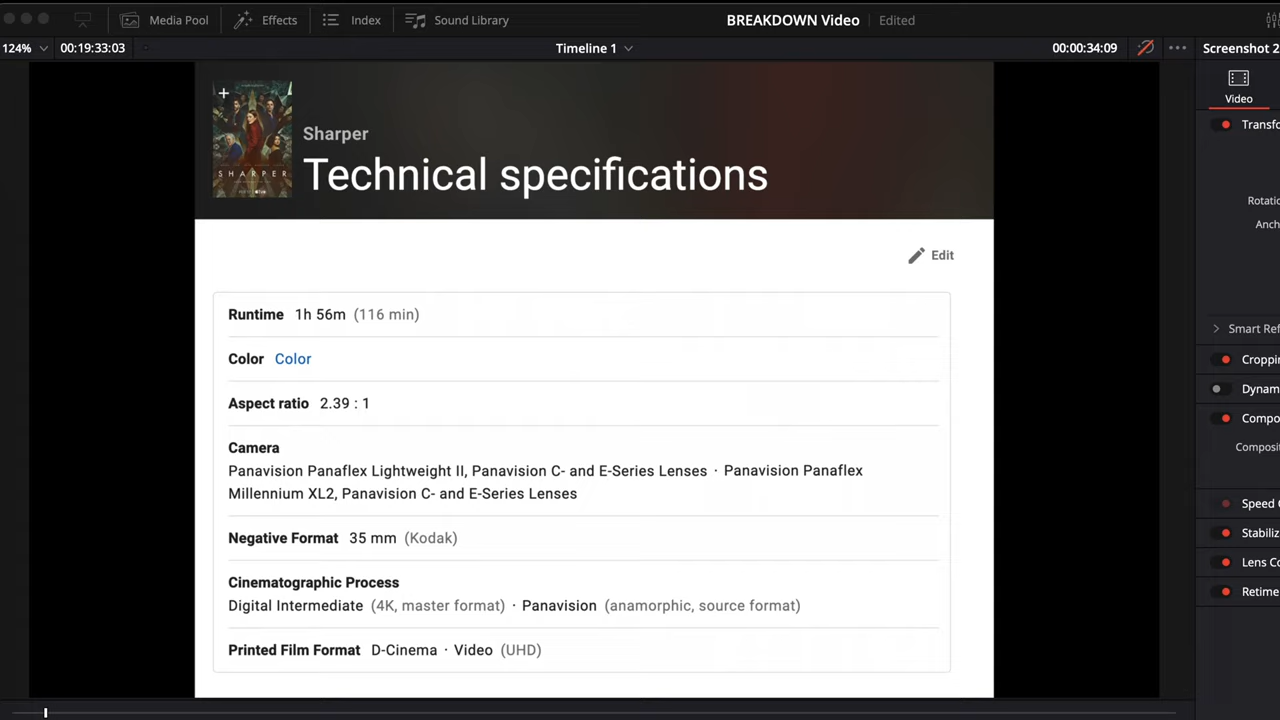 Media Pool Effects Index Sound Library BREAKDOWN Video Edited
124% 00:19:33:03 Timeline 1 00:00:34:09 Screenshot 2
Video
Transfo
Sharper
Technical specifications
SHARPER
Rotatio
Anch
Edit
Runtime 1h 56m (116 min)
Smart Ref
Color Color
Croppin
Dynam
Aspect ratio 2.39 : 1
Compo
Camera
Composit
Panavision Panaflex Lightweight II, Panavision C- and E-Series Lenses · Panavision Panaflex
Millennium XL2, Panavision C- and E-Series Lenses
Speed C
Negative Format 35 mm (Kodak)
Stabiliz
Lens Co
Cinematographic Process
Retime
Digital Intermediate (4K, master format) · Panavision (anamorphic, source format)
Printed Film Format D-Cinema · Video (UHD)